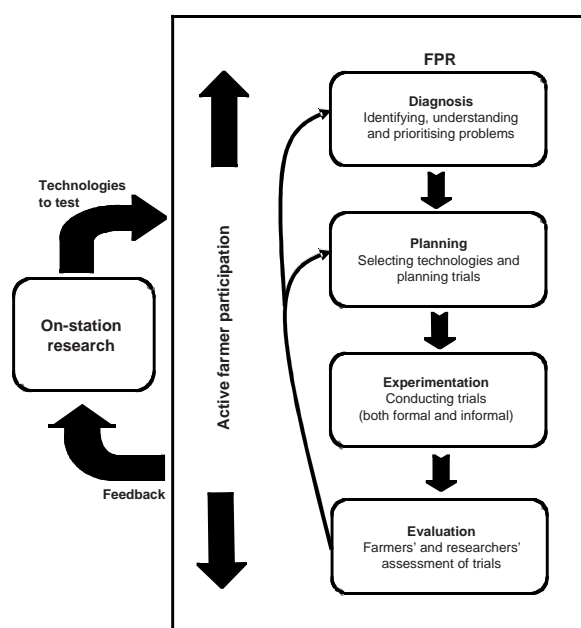 FPR
Diagnosis
Identifying, understanding
and prioritising problems
Technologies
to test
Planning
Selecting technologies and
planning trials
On-station
research
Active farmer participation
Experimentation
Conducting trials
(both formal and informal)
Feedback
Evaluation
Farmers’ and researchers’
assessment of trials